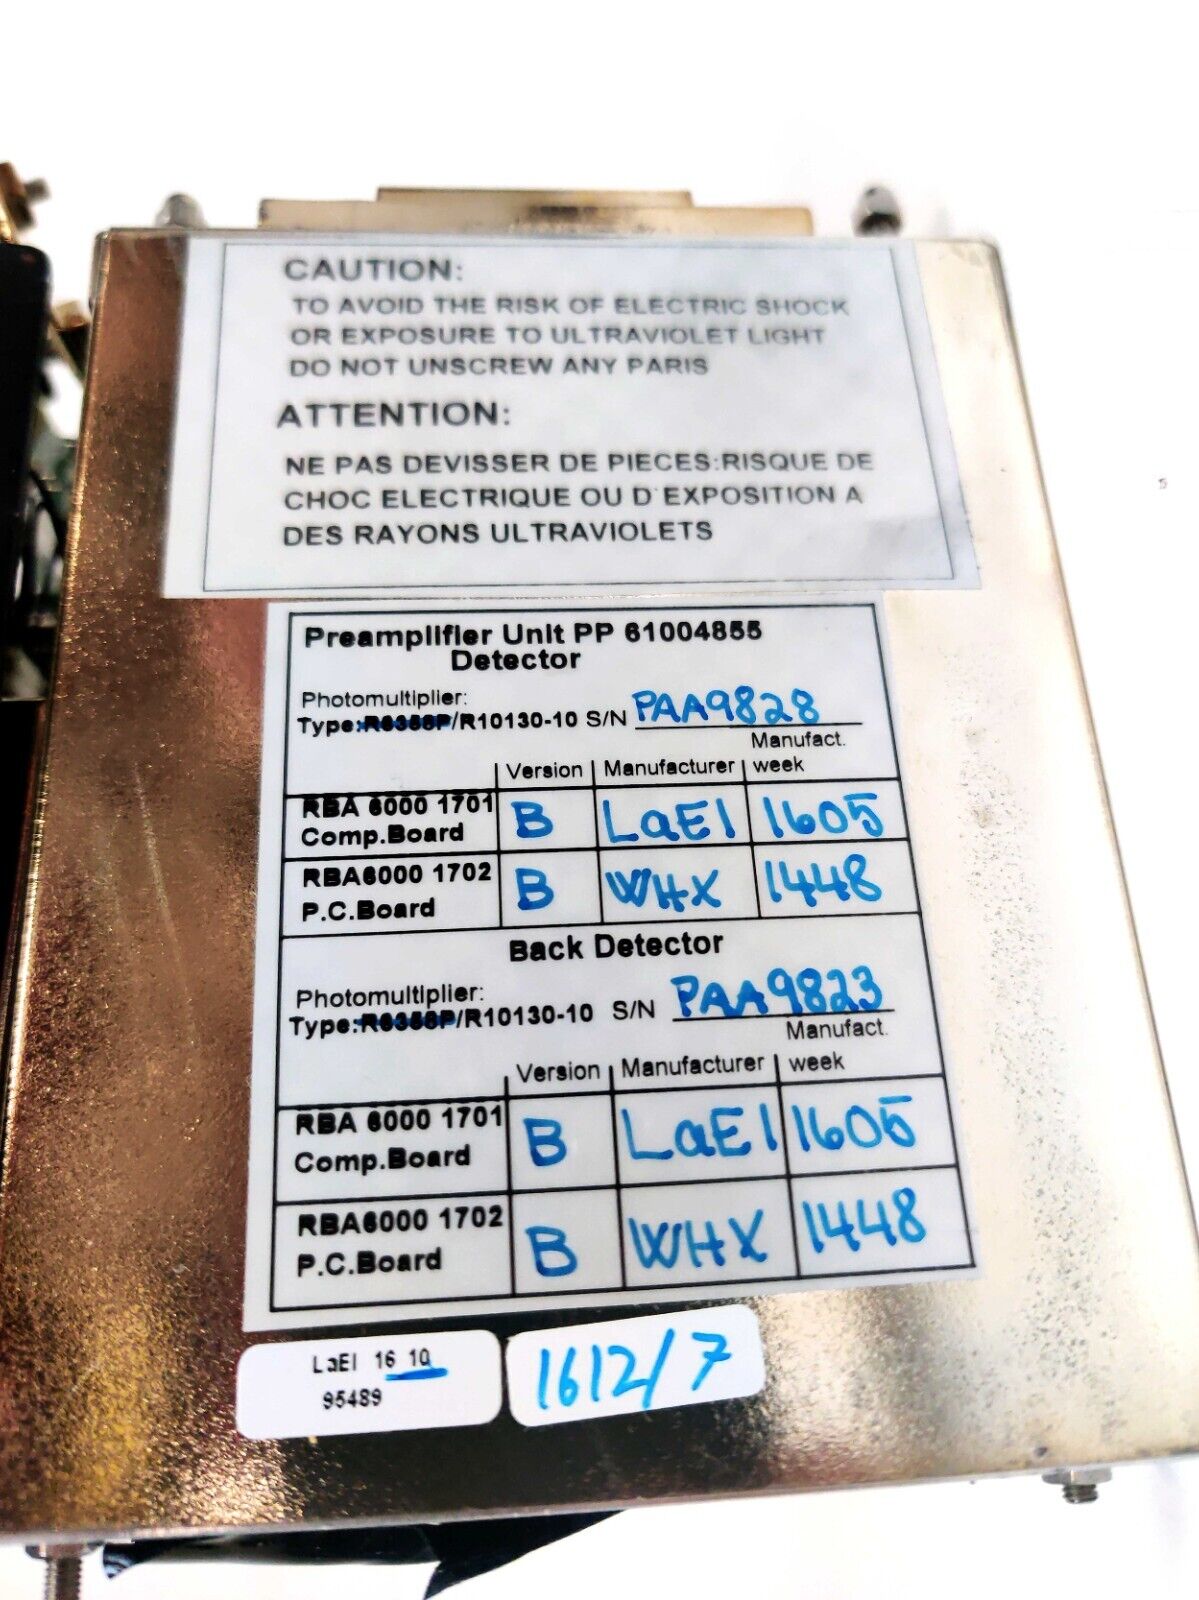 CAUTION:
TO AVOID THE RISK OF ELECTRIC SHOCK
OR EXPOSURE TO ULTRAVIOLET LIGHT
DO NOT UNSCREW ANY PARIS
ATTENTION:
NE PAS DEVISSER DE PIECES:RISQUE DE
CHOC ELECTRIQUE OU D'EXPOSITION A
DES RAYONS ULTRAVIOLETS
Preamplifier Unit PP 61004855
Detector
Photomultiplier:
Type:R6358P/R10130-10 S/N PAA9828
Manufact.
Version Manufacturer week
RBA 6000 1701
Comp.Board B LaEl 1605
RBA6000 1702
P.C.Board B WHX 1448
Back Detector
Photomultiplier:
Type:R6358P/R10130-10 S/N PAA9823
Manufact.
Version Manufacturer week
RBA 6000 1701
Comp.Board B LaEl 1605
RBA6000 1702
P.C.Board B WHX 1448
LaEl 16 10
95489
1612/7